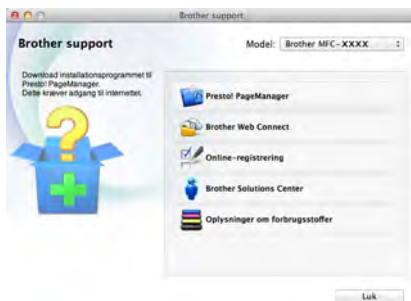 Brother support
Brother support
Model: Brother MFC-XXXX
Download installationsprogrammet til
Presto! PageManager.
Dette kræver adgang til internettet.
Presto! PageManager
Brother Web Connect
Online-registrering
Brother Solutions Center
Oplysninger om forbrugsstoffer
Luk